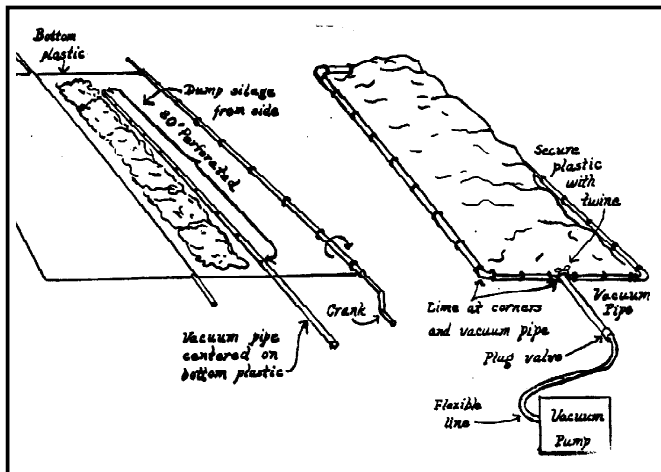 Bottom
plastic
Dump silage
from side
80' Perforated
Crank
Vacuum pipe
centered on
bottom plastic
Secure
plastic
with
twine
Lime at corners
and vacuum pipe
Vacuum
Pipe
Plug valve
Flexible
line
Vacuum
Pump